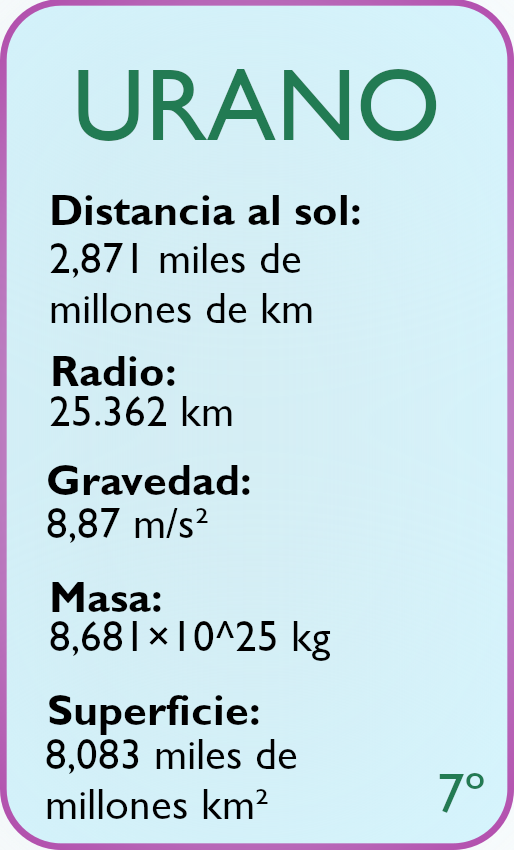 URANO
Distancia al sol:
2,871 miles de
millones de km
Radio:
25.362 km
Gravedad:
8,87 m/s²
Masa:
8,681×10^25 kg
Superficie:
8,083 miles de
millones km²
7º